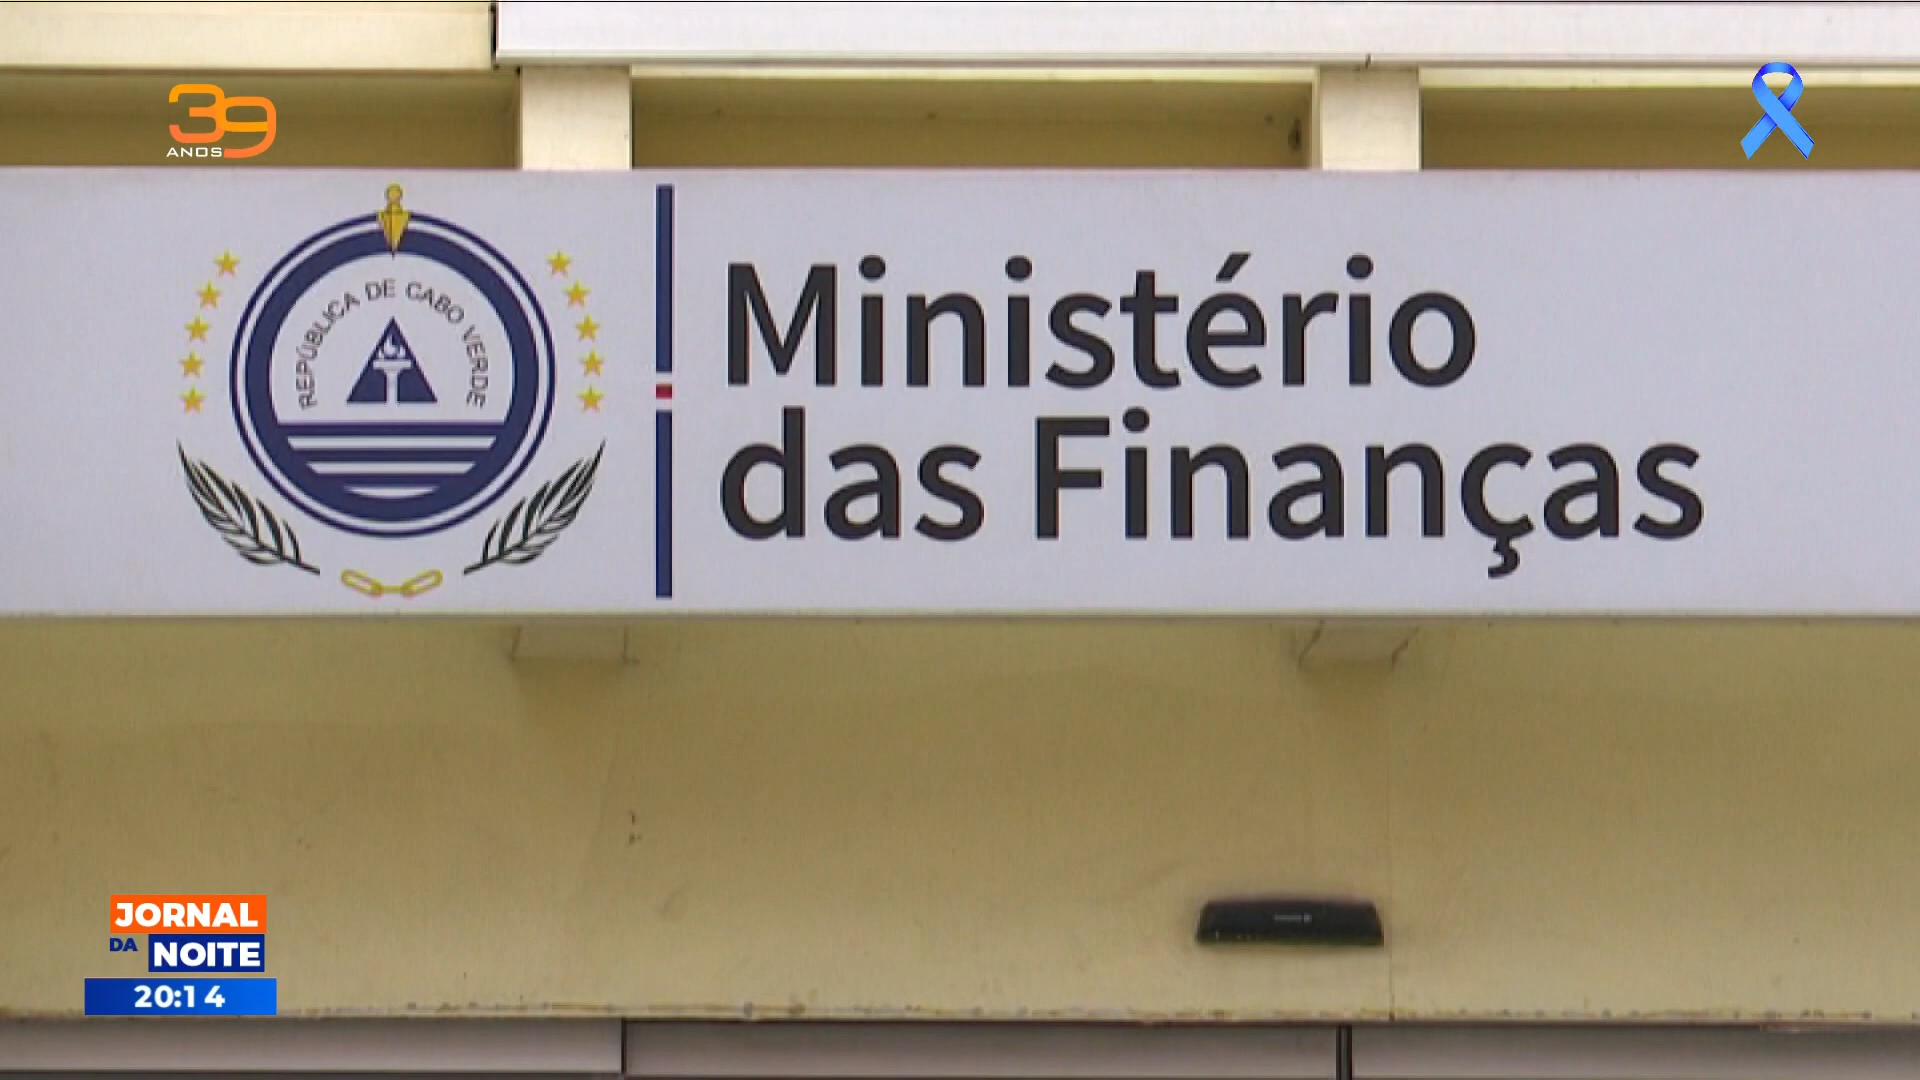 39
ANOS
REPÚBLICA DE CABO VERDE
Ministério
das Finanças
JORNAL
DA NOITE
20:14